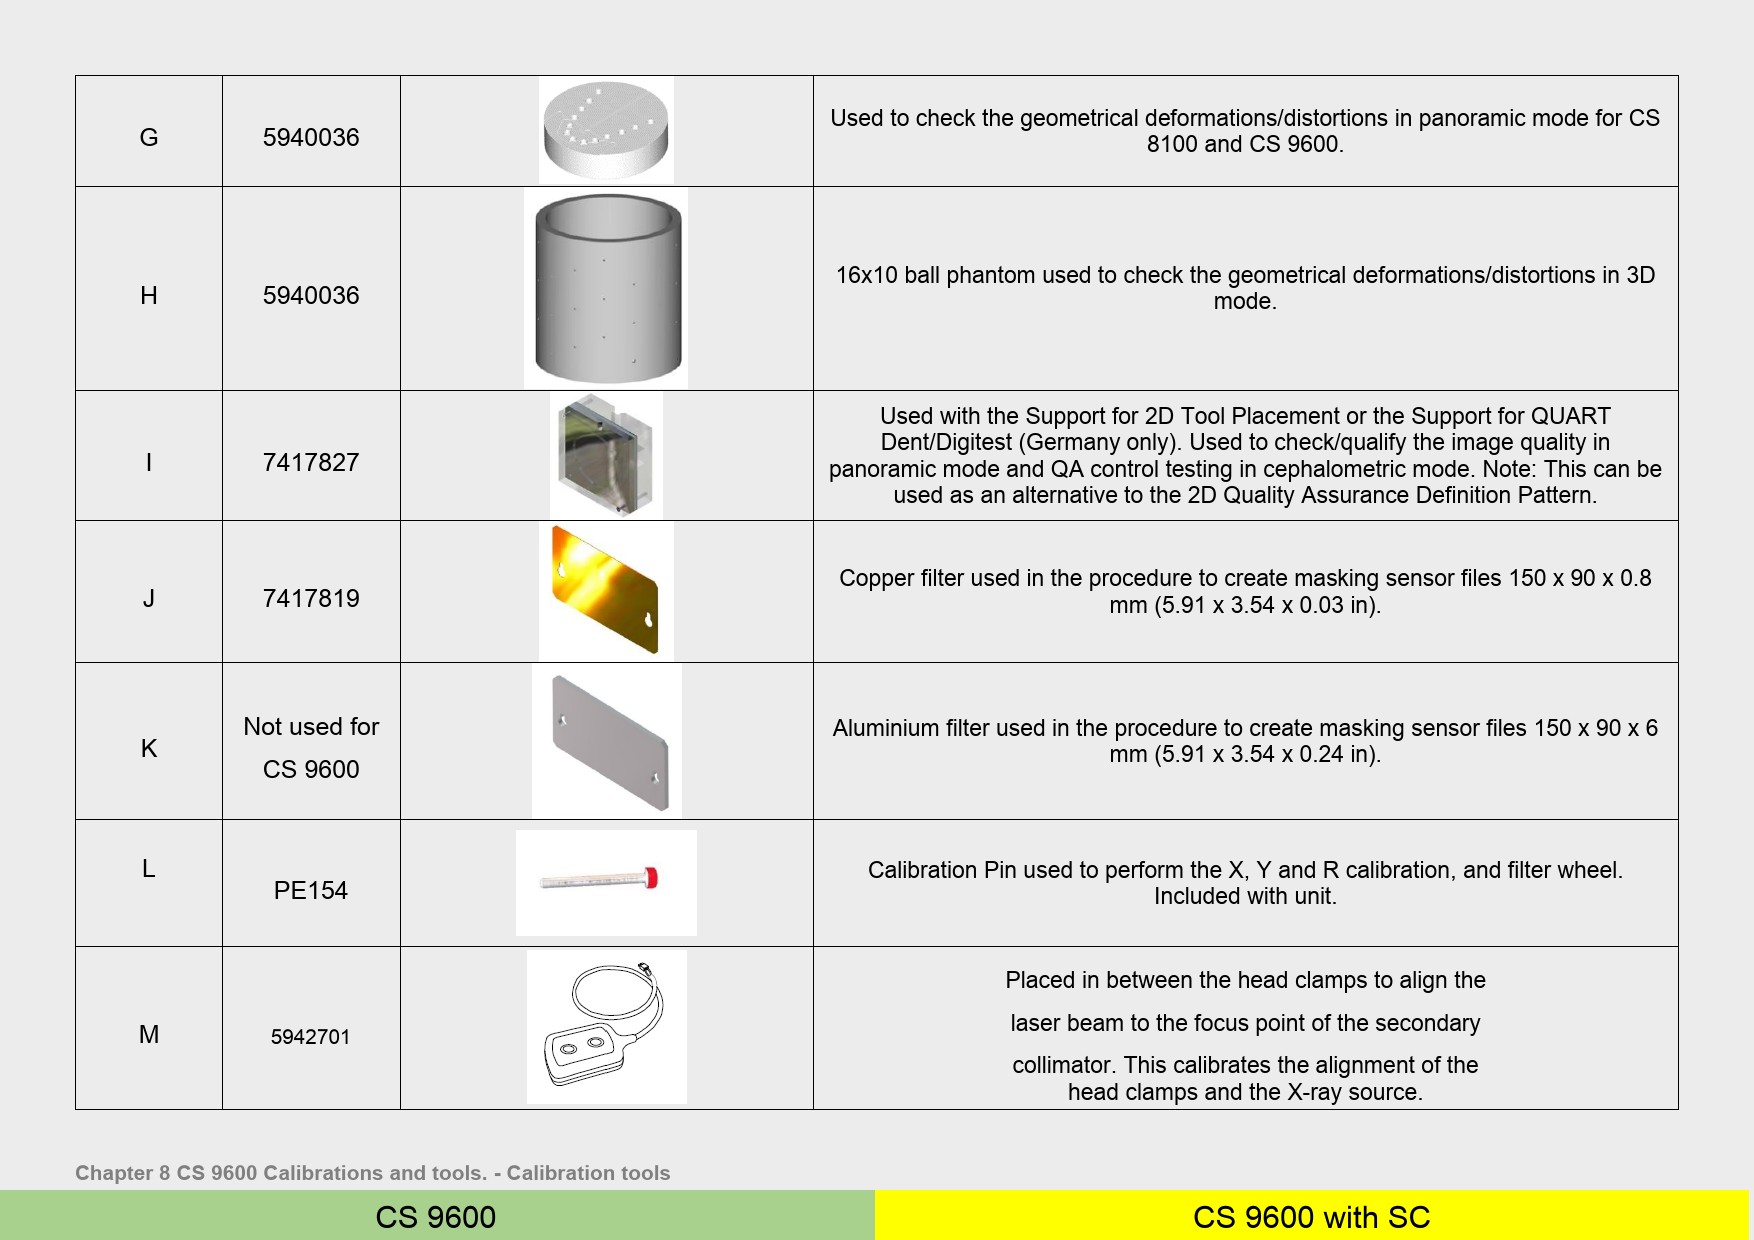 G
5940036
Used to check the geometrical deformations/distortions in panoramic mode for CS
8100 and CS 9600.
H
5940036
16x10 ball phantom used to check the geometrical deformations/distortions in 3D
mode.
I
7417827
Used with the Support for 2D Tool Placement or the Support for QUART
Dent/Digitest (Germany only). Used to check/qualify the image quality in
panoramic mode and QA control testing in cephalometric mode. Note: This can be
used as an alternative to the 2D Quality Assurance Definition Pattern.
J
7417819
Copper filter used in the procedure to create masking sensor files 150 x 90 x 0.8
mm (5.91 x 3.54 x 0.03 in).
K
Not used for
CS 9600
Aluminium filter used in the procedure to create masking sensor files 150 x 90 x 6
mm (5.91 x 3.54 x 0.24 in).
L
PE154
Calibration Pin used to perform the X, Y and R calibration, and filter wheel.
Included with unit.
M
5942701
Placed in between the head clamps to align the
laser beam to the focus point of the secondary
collimator. This calibrates the alignment of the
head clamps and the X-ray source.
Chapter 8 CS 9600 Calibrations and tools. - Calibration tools
CS 9600
CS 9600 with SC